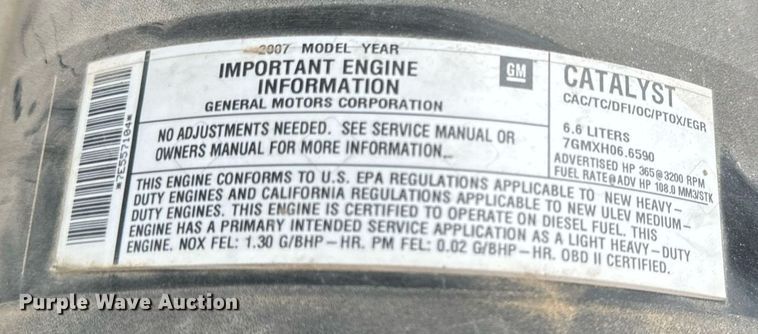 2007 MODEL YEAR
IMPORTANT ENGINE
INFORMATION
GENERAL MOTORS CORPORATION
GM
CATALYST
CAC/TC/DFI/OC/PTOX/EGR
NO ADJUSTMENTS NEEDED. SEE SERVICE MANUAL OR
OWNERS MANUAL FOR MORE INFORMATION...
6.6 LITERS
7GMXH06.6590
ADVERTISED HP 365@3200 RPM
FUEL RATE@ADV HP 108.0 MM3/STK
THIS ENGINE CONFORMS TO U.S. EPA REGULATIONS APPLICABLE TO NEW HEAVY-
DUTY ENGINES AND CALIFORNIA REGULATIONS APPLICABLE TO NEW ULEV MEDIUM-
DUTY ENGINES. THIS ENGINE IS CERTIFIED TO OPERATE ON DIESEL FUEL. THIS
ENGINE HAS A PRIMARY INTENDED SERVICE APPLICATION AS A LIGHT HEAVY-DUTY
ENGINE. NOX FEL: 1.30 G/BHP-HR. PM FEL: 0.02 G/BHP-HR. OBD II CERTIFIED.
*7E557104*
Purple Wave Auction